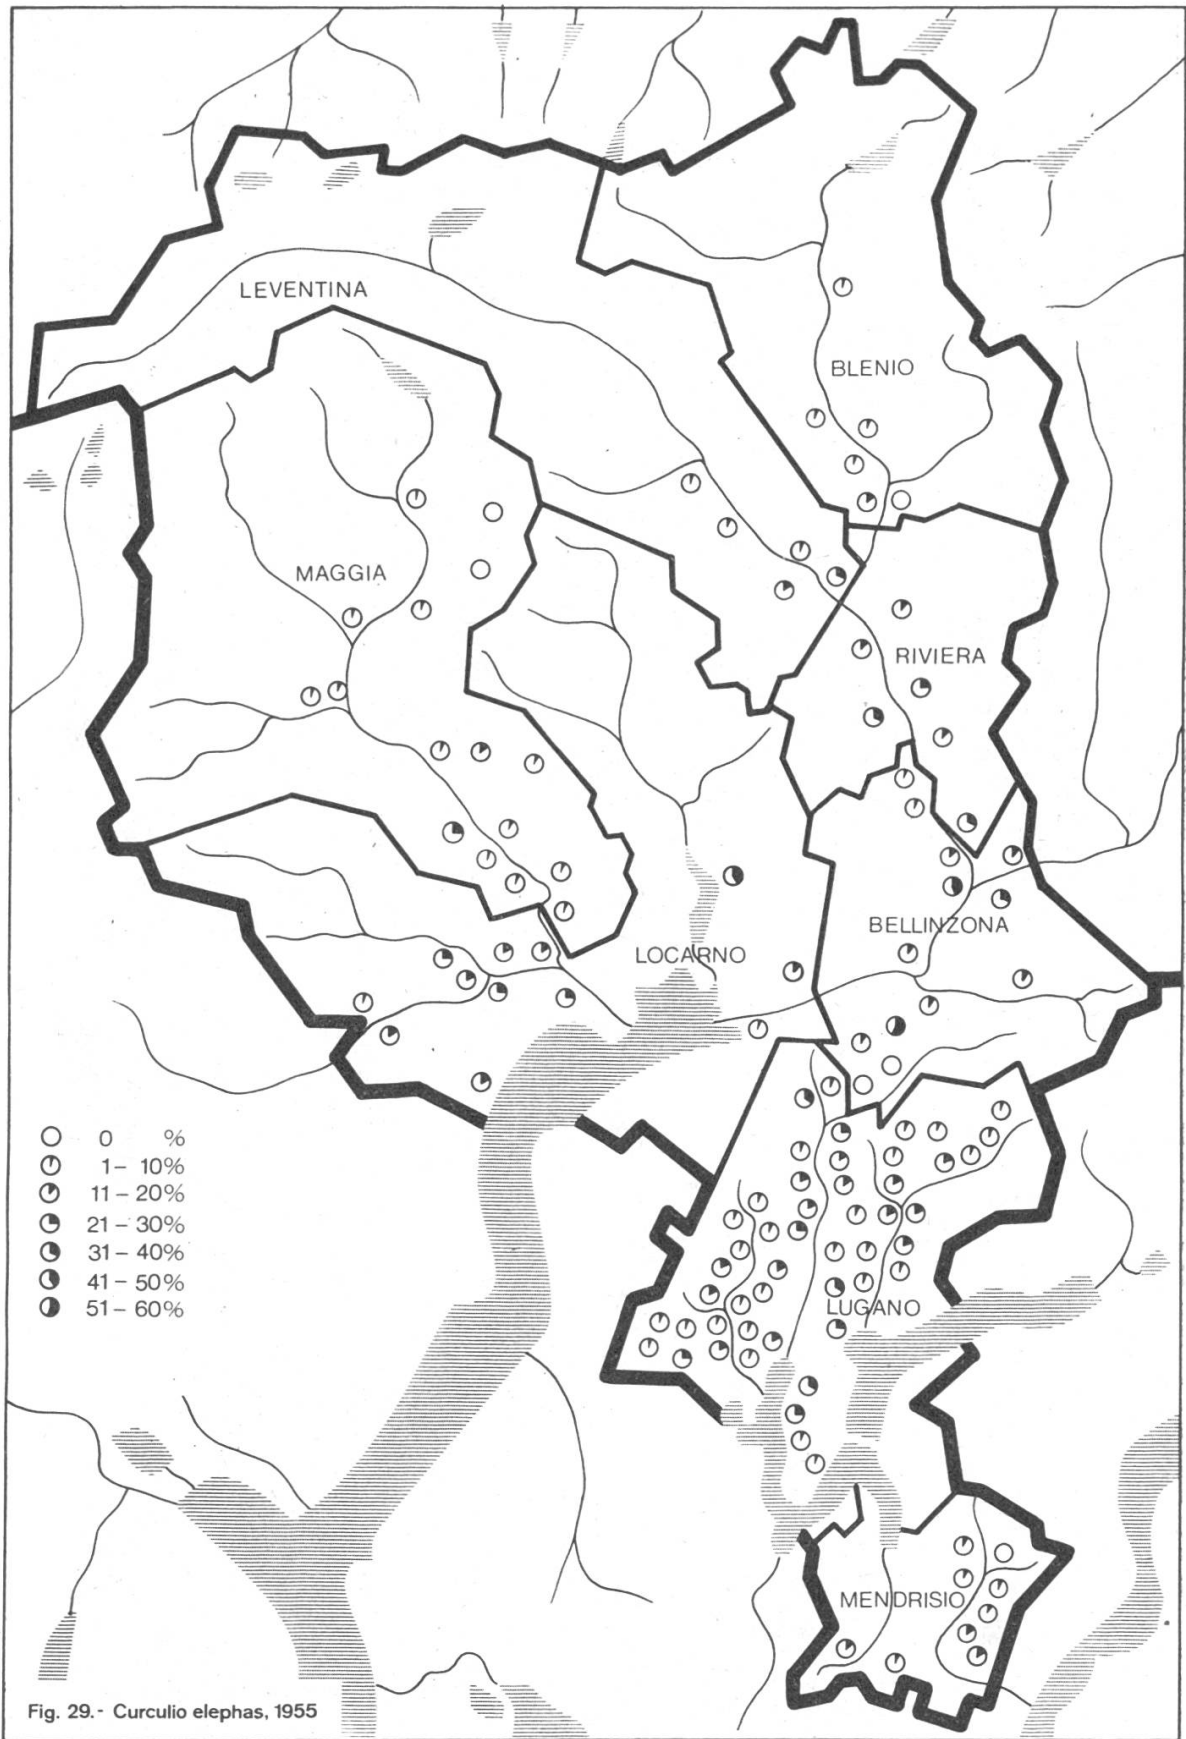 LEVENTINA
BLENIO
MAGGIA
RIVIERA
BELLINZONA
LOCARNO
0 %
1 – 10%
11 – 20%
21 – 30%
31 – 40%
41 – 50%
51 – 60%
LUGANO
MENDRISIO
Fig. 29.- Curculio elephas, 1955